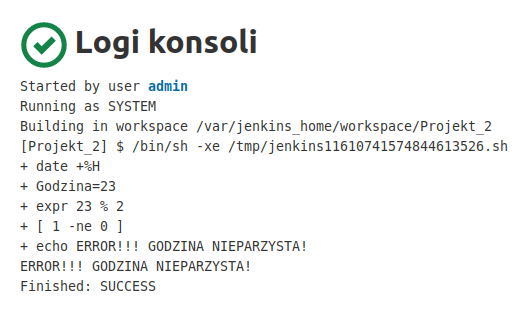 Logi konsoli
Started by user admin
Running as SYSTEM
Building in workspace /var/jenkins_home/workspace/Projekt_2
[Projekt_2] $ /bin/sh -xe /tmp/jenkins11610741574844613526.sh
+ date +%H
+ Godzina=23
+ expr 23 % 2
+ [ 1 -ne 0 ]
+ echo ERROR!!! GODZINA NIEPARZYSTA!
ERROR!!! GODZINA NIEPARZYSTA!
Finished: SUCCESS